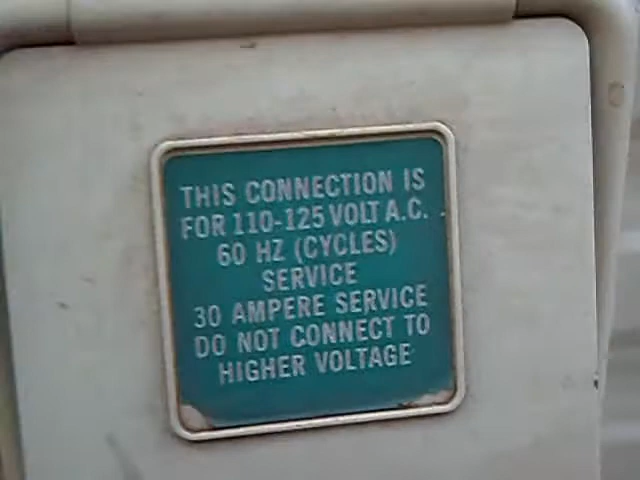 THIS CONNECTION IS
FOR 110-125 VOLT A.C.
60 HZ (CYCLES)
SERVICE
30 AMPERE SERVICE
DO NOT CONNECT TO
HIGHER VOLTAGE